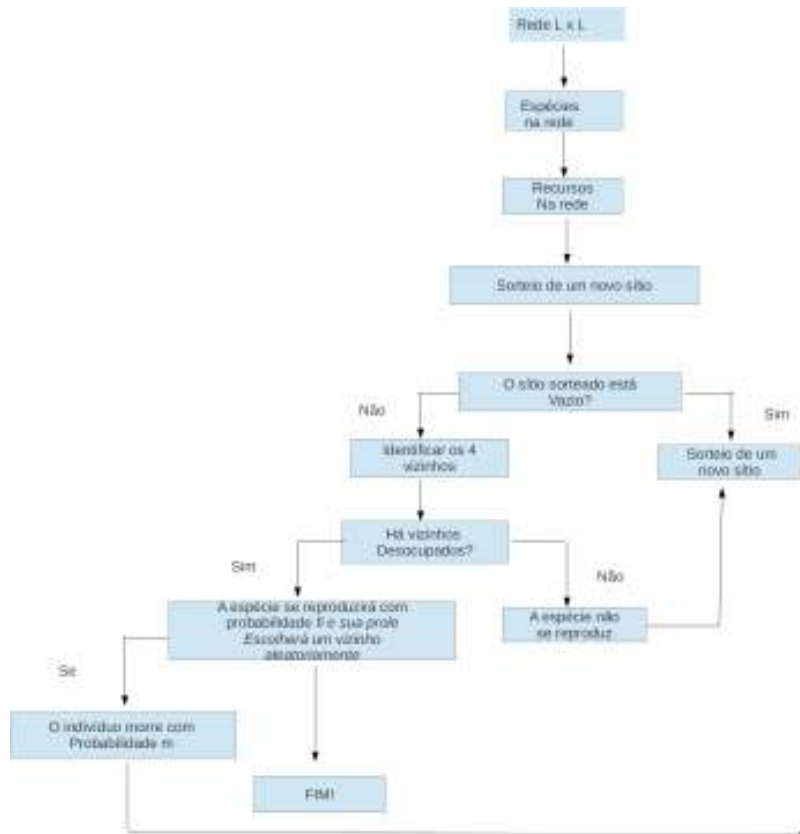 Rede L x L
Espécies
na rede
Recursos
Na rede
Sorteio de um novo sítio
O sítio sorteado está
Vazio?
Não
Sim
Identificar os 4
vizinhos
Sorteio de um
novo sítio
Há vizinhos
Desocupados?
Sim
Não
A espécie se reproduzirá com
probabilidade fi e sua prole
Escolherá um vizinho
aleatoriamente
A espécie não
se reproduz
Se
O indivíduo morre com
Probabilidade m
FIM!